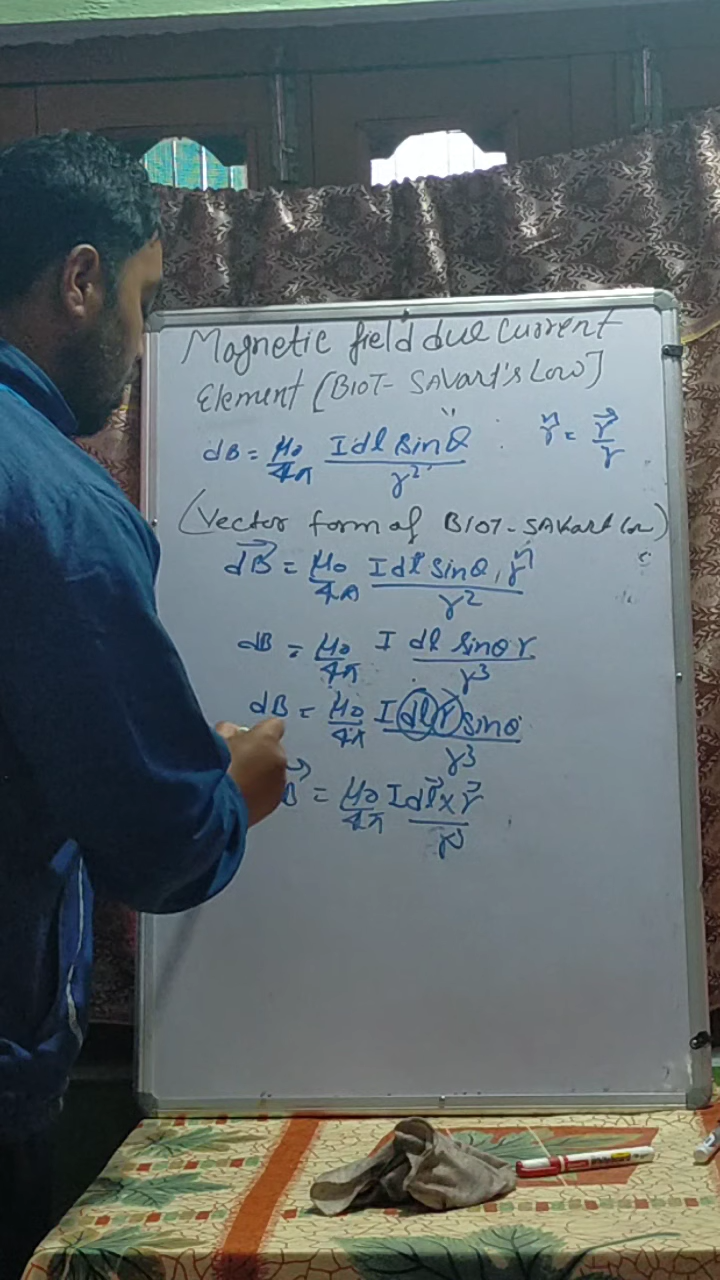 Magnetic field due current
Element [BIOT- SAVart's Low]
dB = μ₀/4π Idl sinθ/r² : r̂ = r⃗/r
(Vector form of BIOT-SAVart Low)
dB⃗ = μ₀/4π Idl sinθ, r̂/r²
dB = μ₀/4π I dl sinθ r/r³
dB = μ₀/4π I dl r⃗ sinθ/r³
B⃗ = μ₀/4π Idl⃗ × r⃗/r³